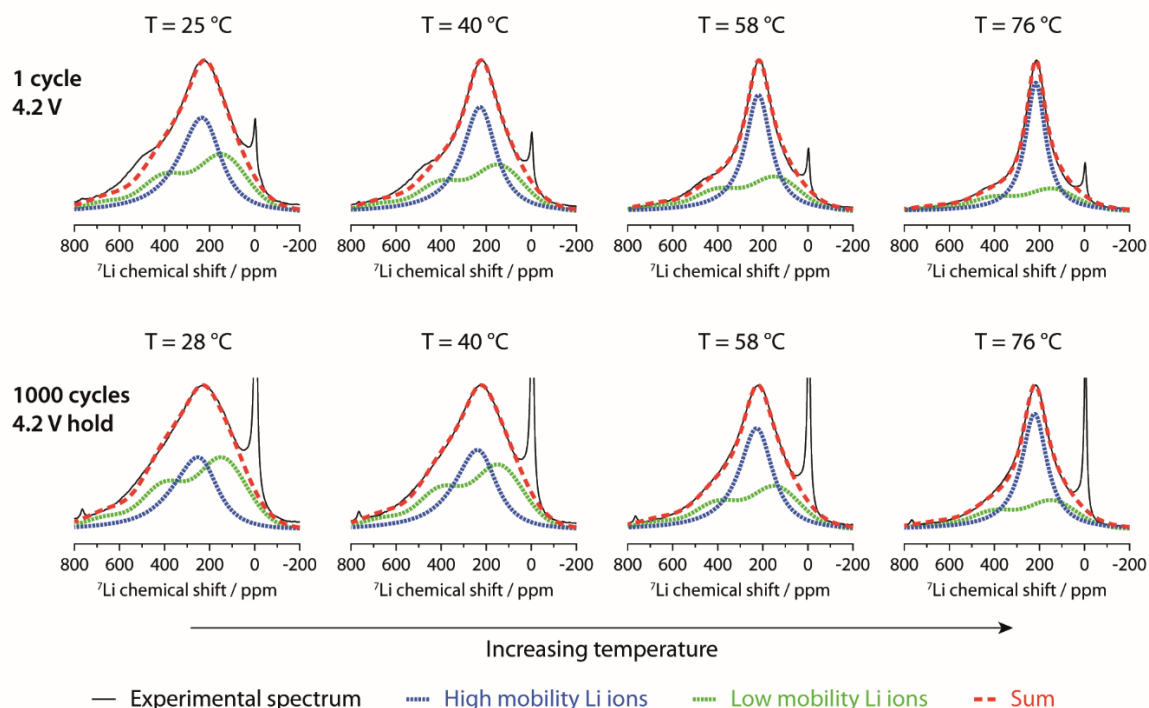 T = 25 °C T = 40 °C T = 58 °C T = 76 °C
1 cycle
4.2 V
800 600 400 200 0 -200 800 600 400 200 0 -200 800 600 400 200 0 -200 800 600 400 200 0 -200
⁷Li chemical shift / ppm ⁷Li chemical shift / ppm ⁷Li chemical shift / ppm ⁷Li chemical shift / ppm
T = 28 °C T = 40 °C T = 58 °C T = 76 °C
1000 cycles
4.2 V hold
800 600 400 200 0 -200 800 600 400 200 0 -200 800 600 400 200 0 -200 800 600 400 200 0 -200
⁷Li chemical shift / ppm ⁷Li chemical shift / ppm ⁷Li chemical shift / ppm ⁷Li chemical shift / ppm
Increasing temperature
Experimental spectrum High mobility Li ions Low mobility Li ions Sum